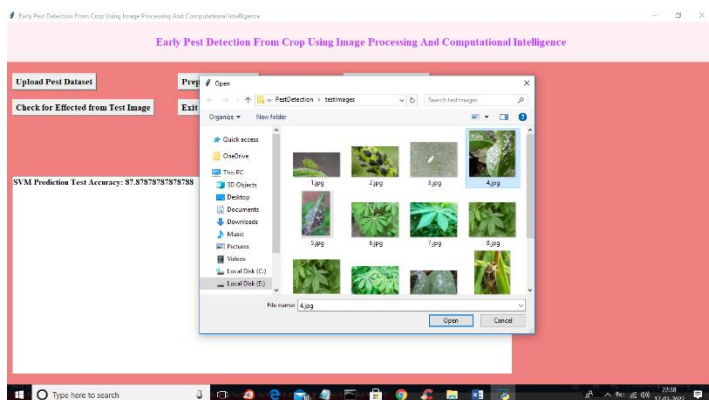 Early Pest Detection From Crop Using Image Processing And Computational Intelligence
Early Pest Detection From Crop Using Image Processing And Computational Intelligence
Upload Pest Dataset
Prep
Check for Effected from Test Image
Exit
SVM Prediction Test Accuracy: 87.87878787878788
Open
« PestDetection > testImages
Search testImages
Organize
New folder
Quick access
OneDrive
This PC
3D Objects
Desktop
Documents
Downloads
Music
Pictures
Videos
Local Disk (C:)
Local Disk (E:)
1.jpg
2.jpg
3.jpg
4.jpg
5.jpg
6.jpg
7.jpg
8.jpg
File name: 4.jpg
Open
Cancel
Type here to search
22:38